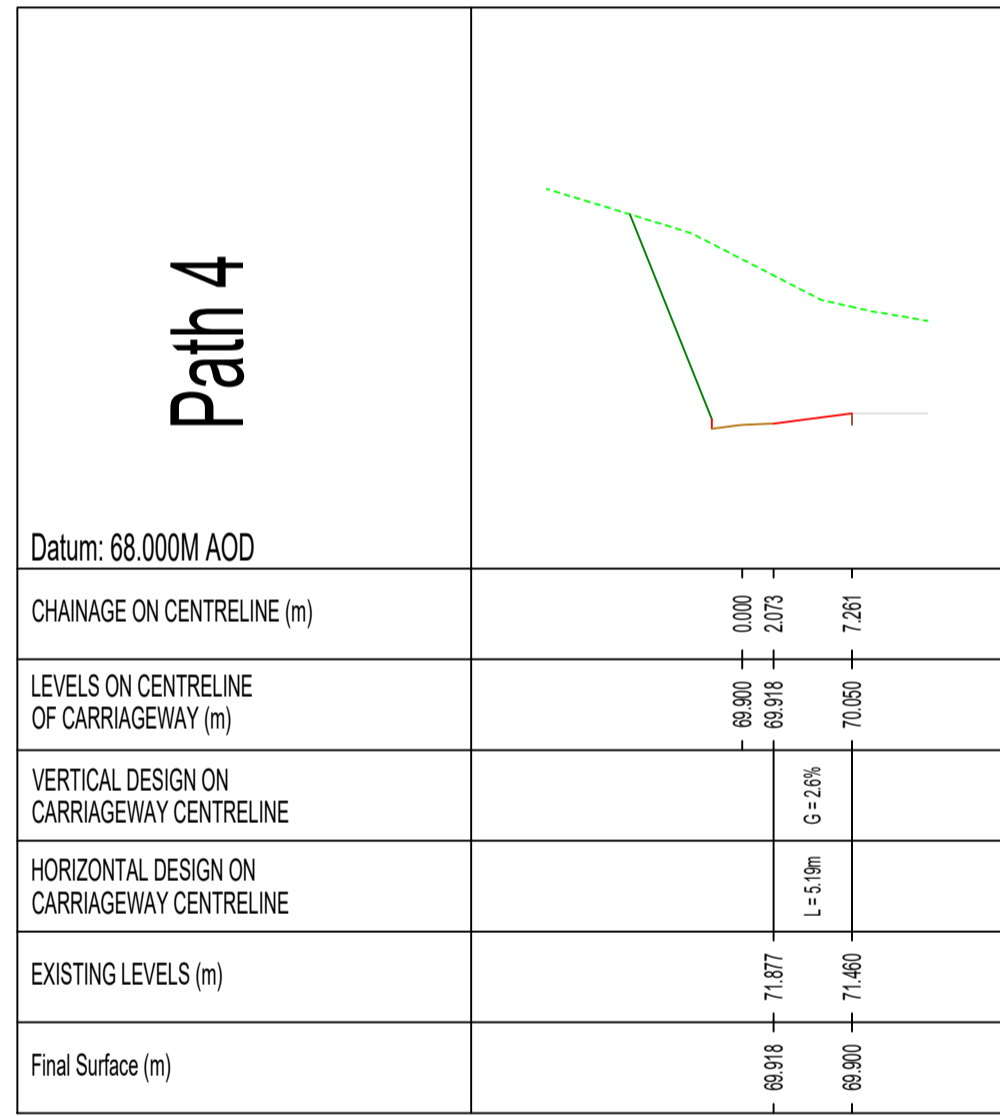 Path 4
Datum: 68.000M AOD
CHAINAGE ON CENTRELINE (m)
0.000
2.073
7.261
LEVELS ON CENTRELINE
OF CARRIAGEWAY (m)
69.900
69.918
70.050
VERTICAL DESIGN ON
CARRIAGEWAY CENTRELINE
G = 2.6%
HORIZONTAL DESIGN ON
CARRIAGEWAY CENTRELINE
L = 5.19m
EXISTING LEVELS (m)
71.877
71.460
Final Surface (m)
69.918
69.900